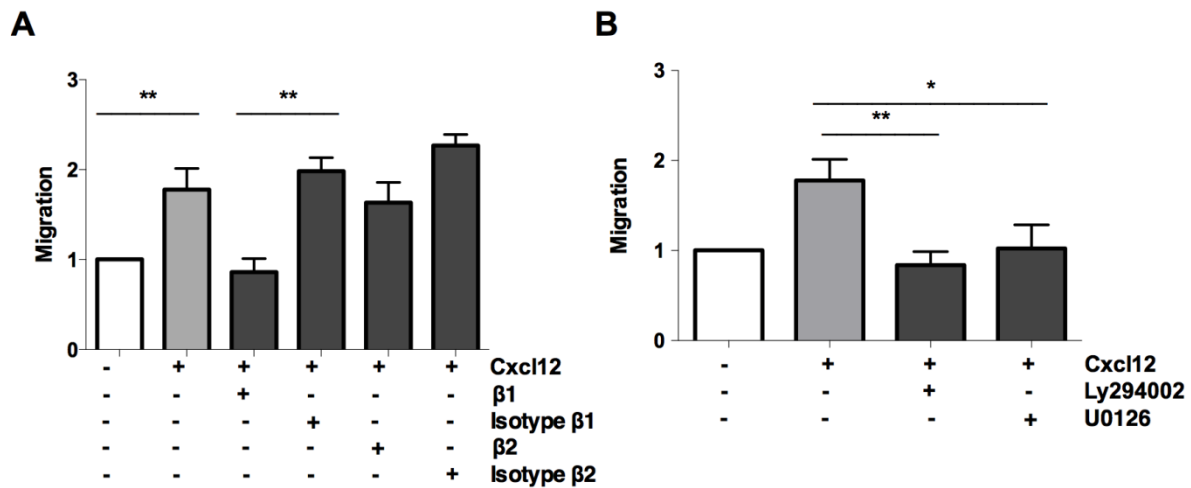 A
Migration
3
2
1
0
**
**
- + + + + + Cxcl12
- - + - - - β1
- - - + - - Isotype β1
- - - - + - β2
- - - - - + Isotype β2
B
Migration
3
2
1
0
*
**
- + + + Cxcl12
- - + - Ly294002
- - - + U0126